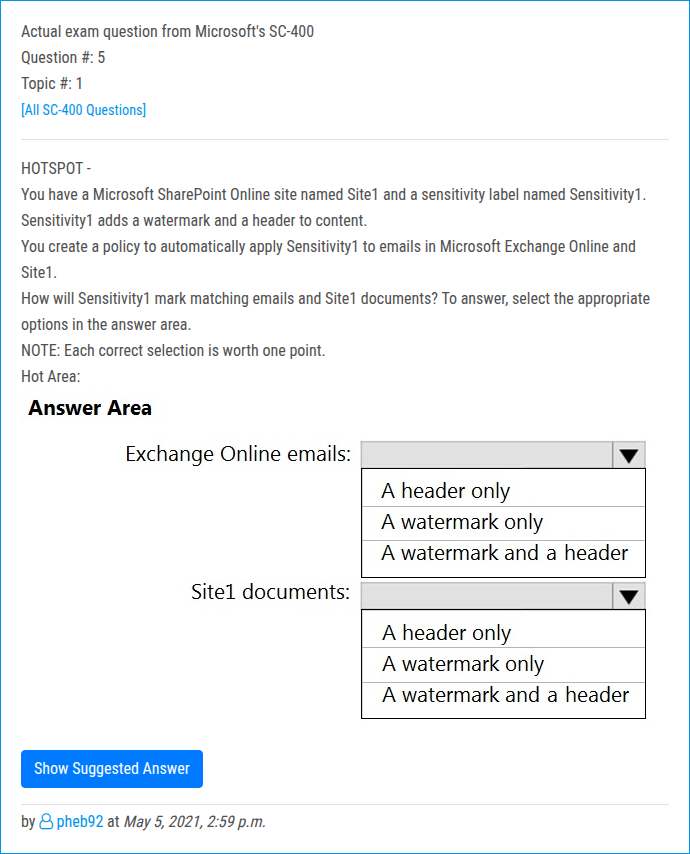 Actual exam question from Microsoft's SC-400
Question #: 5
Topic #: 1
[All SC-400 Questions]
HOTSPOT -
You have a Microsoft SharePoint Online site named Site1 and a sensitivity label named Sensitivity1.
Sensitivity1 adds a watermark and a header to content.
You create a policy to automatically apply Sensitivity1 to emails in Microsoft Exchange Online and
Site1.
How will Sensitivity1 mark matching emails and Site1 documents? To answer, select the appropriate
options in the answer area.
NOTE: Each correct selection is worth one point.
Hot Area:
Answer Area
Exchange Online emails:
A header only
A watermark only
A watermark and a header
Site1 documents:
A header only
A watermark only
A watermark and a header
Show Suggested Answer
by pheb92 at May 5, 2021, 2:59 p.m.